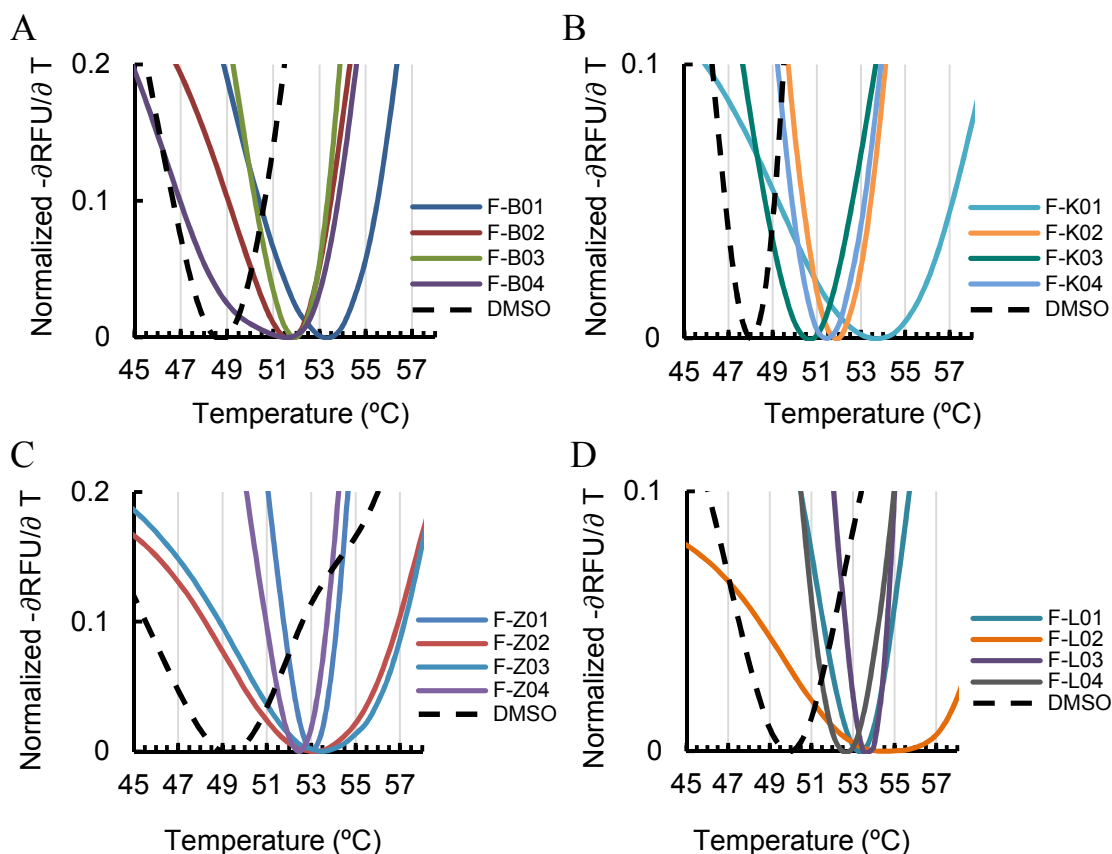 A
Normalized -∂RFU/∂ T
0.2
0.1
0
45 47 49 51 53 55 57
Temperature (ºC)
F-B01
F-B02
F-B03
F-B04
DMSO
B
Normalized -∂RFU/∂ T
0.1
0
45 47 49 51 53 55 57
Temperature (ºC)
F-K01
F-K02
F-K03
F-K04
DMSO
C
Normalized -∂RFU/∂ T
0.2
0.1
0
45 47 49 51 53 55 57
Temperature (ºC)
F-Z01
F-Z02
F-Z03
F-Z04
DMSO
D
Normalized -∂RFU/∂ T
0.1
0
45 47 49 51 53 55 57
Temperature (ºC)
F-L01
F-L02
F-L03
F-L04
DMSO